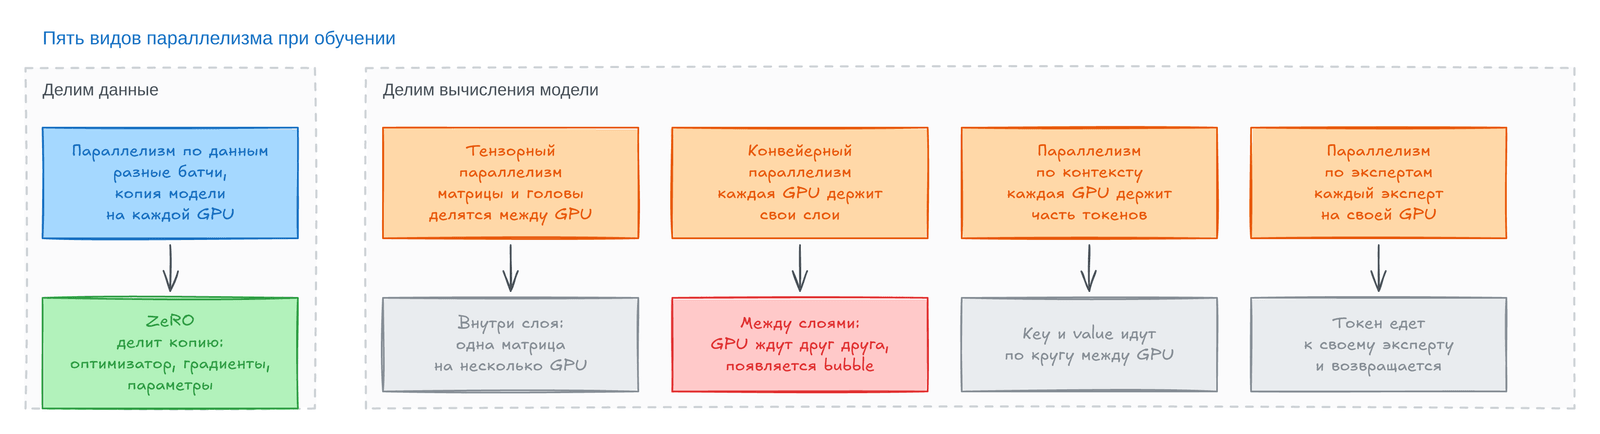 Пять видов параллелизма при обучении
Делим данные
Параллелизм по данным
разные батчи,
копия модели
на каждой GPU
ZeRO
делит копию:
оптимизатор, градиенты,
параметры
Делим вычисления модели
Тензорный
параллелизм
матрицы и головы
делятся между GPU
Внутри слоя:
одна матрица
на несколько GPU
Конвейерный
параллелизм
каждая GPU держит
свои слои
Между слоями:
GPU ждут друг друга,
появляется bubble
Параллелизм
по контексту
каждая GPU держит
часть токенов
Key и value идут
по кругу между GPU
Параллелизм
по экспертам
каждый эксперт
на своей GPU
Токен едет
к своему эксперту
и возвращается